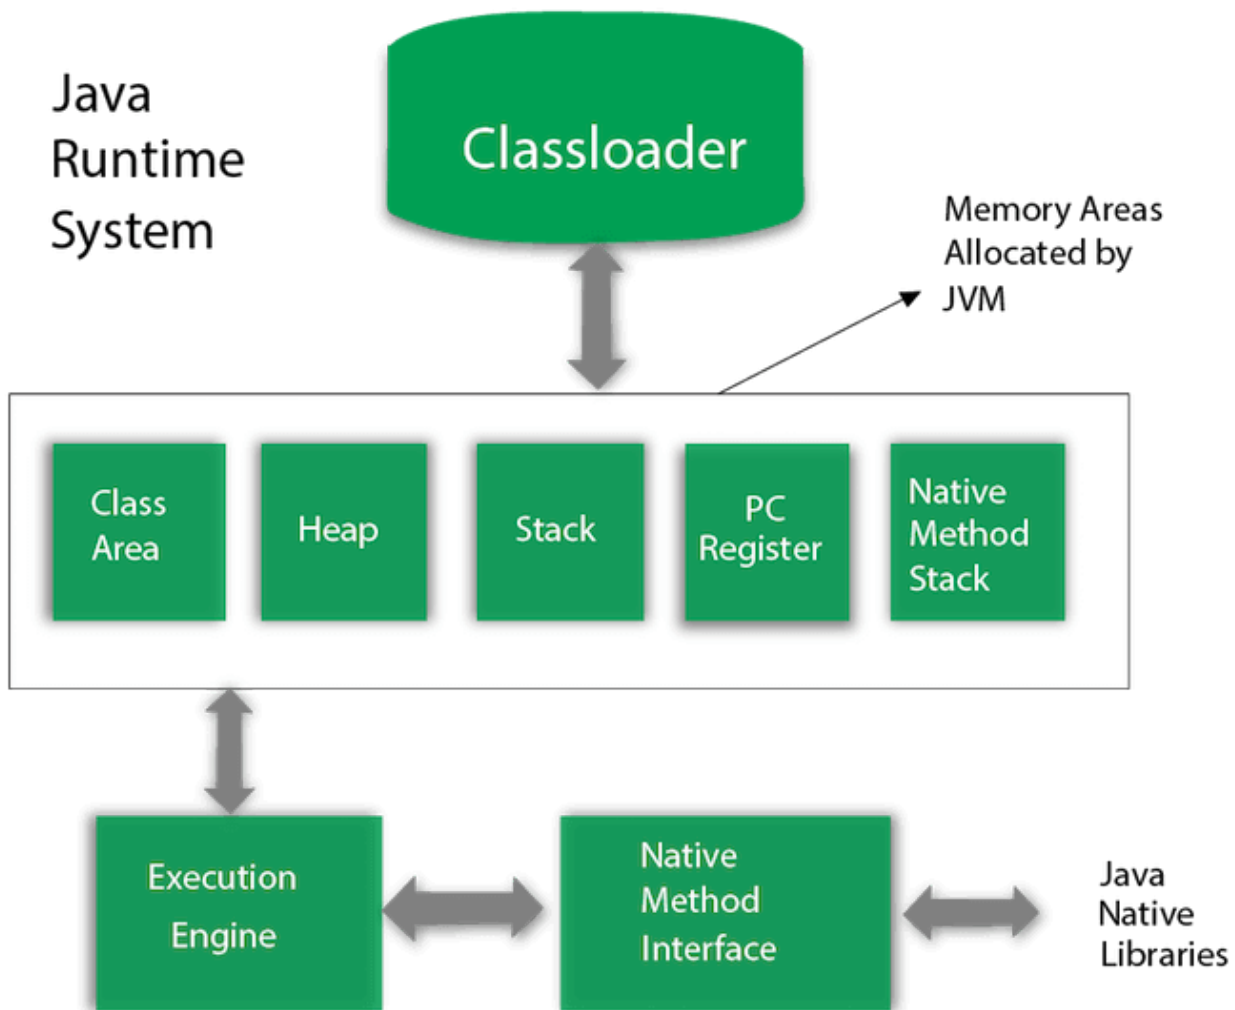 Java
Runtime
System
Classloader
Memory Areas
Allocated by
JVM
Class
Area
Heap
Stack
PC
Register
Native
Method
Stack
Execution
Engine
Native
Method
Interface
Java
Native
Libraries